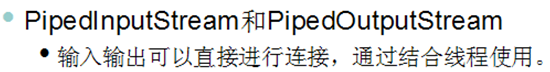 • PipedInputStream和PipedOutputStream
• 输入输出可以直接进行连接，通过结合线程使用。